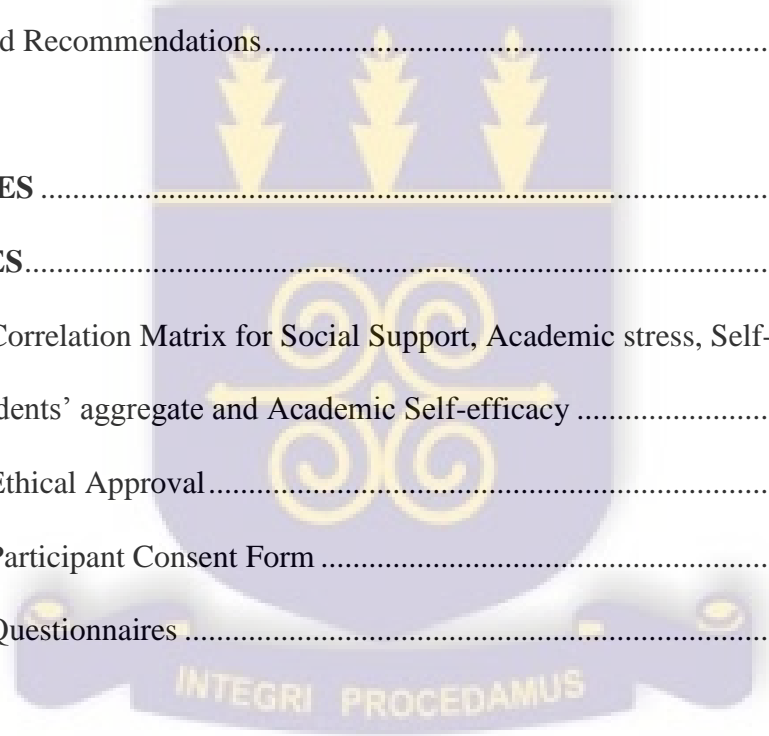 d Recommendations....................................................................
ES ....................................................................................................
ES.....................................................................................................
Correlation Matrix for Social Support, Academic stress, Self-
dents’ aggregate and Academic Self-efficacy ..............................
Ethical Approval............................................................................
Participant Consent Form ..............................................................
Questionnaires ................................................................................
INTEGRI PROCEDAMUS